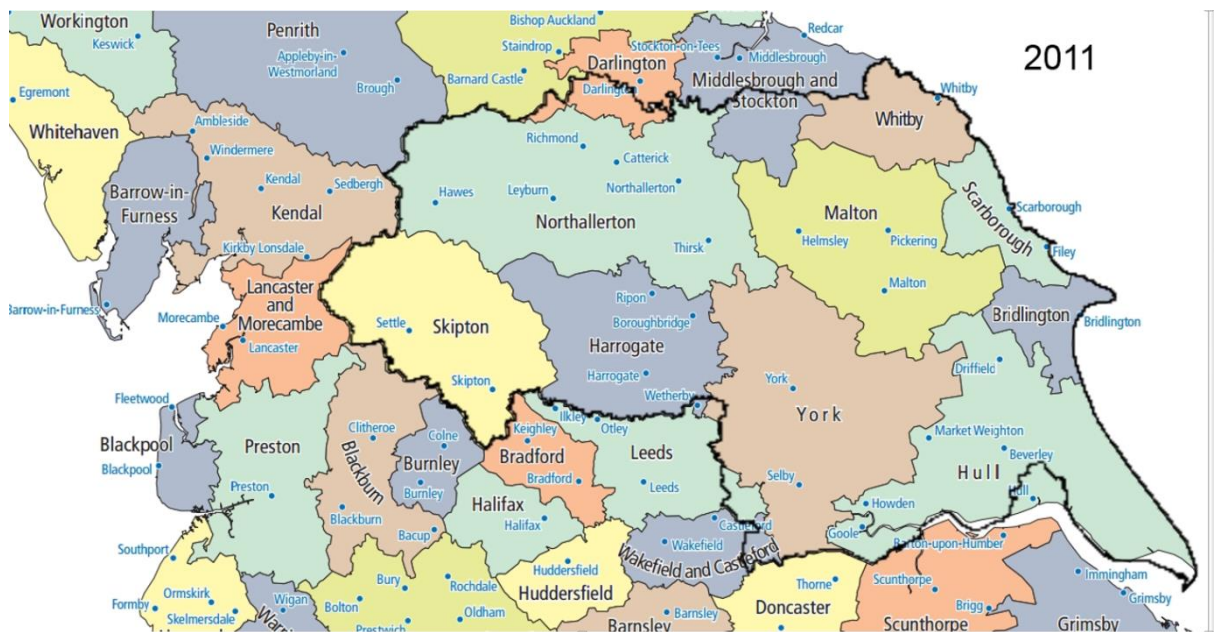 Workington
Keswick
Penrith
Appleby-in-
Westmorland
Brough
Bishop Auckland
Staindrop
Barnard Castle
Darlington
Darlington
Stockton-on-Tees
Middlesbrough
Redcar
Middlesbrough and
Stockton
2011
Egremont
Whitehaven
Ambleside
Windermere
Kendal
Sedbergh
Kendal
Kirkby Lonsdale
Barrow-in-
Furness
Barrow-in-Furness
Richmond
Catterick
Hawes
Leyburn
Northallerton
Northallerton
Thirsk
Whitby
Whitby
Malton
Helmsley
Pickering
Malton
Scarborough
Scarborough
Filey
Lancaster
and
Morecambe
Morecambe
Lancaster
Settle
Skipton
Skipton
Ripon
Boroughbridge
Harrogate
Harrogate
Wetherby
Bridlington
Bridlington
Driffield
York
York
Selby
Market Weighton
Beverley
Hull
Hull
Howden
Goole
Fleetwood
Blackpool
Blackpool
Preston
Preston
Clitheroe
Blackburn
Blackburn
Bacup
Colne
Burnley
Burnley
Keighley
Bradford
Bradford
Ilkley
Otley
Leeds
Leeds
Halifax
Halifax
Castleford
Wakefield
Wakefield and Castleford
Barton-upon-Humber
Southport
Ormskirk
Formby
Skelmersdale
Wigan
Bury
Bolton
Prestwich
Rochdale
Oldham
Huddersfield
Huddersfield
Barnsley
Barnsley
Thorne
Doncaster
Scunthorpe
Brigg
Scunthorpe
Immingham
Grimsby
Grimsby